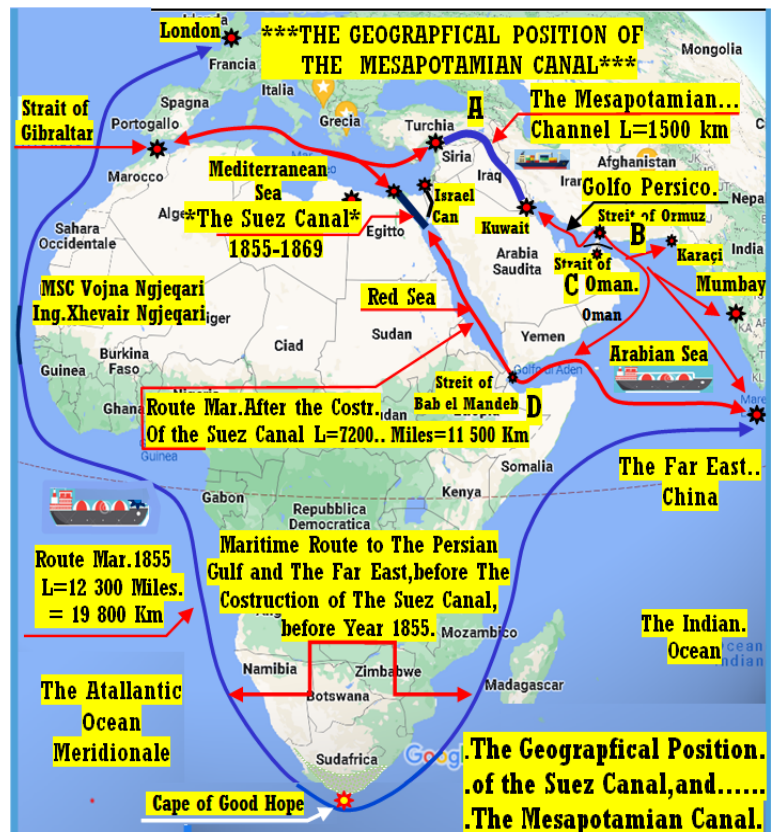 London
Francia
***THE GEOGRAPFICAL POSITION OF
THE MESAPOTAMIAN CANAL***
Mongolia
Italia
Spagna
Portogallo
Grecia
Turchia
A
The Mesapotamian...
Channel L=1500 km
Strait of
Gibraltar
Marocco
Mediterranean
Sea
Siria
Iraq
Afghanistan
Iran
Golfo Persico.
Nepal
Israel
Can
Kuwait
Streit of Ormuz
B
Karaçi
India
Sahara
Occidentale
*The Suez Canal*
1855-1869
Egitto
Arabia
Saudita
Strait of
C Oman.
Oman
Mumbay
KA
MSC Vojna Ngjeqari
Ing.Xhevair Ngjeqari
Red Sea
Ciad
Sudan
Yemen
Golfo di Aden
Arabian Sea
Guinea
Burkina
Faso
Ghana
Streit of
Bab el Mandeb D
Route Mar.After the Costr.
Of the Suez Canal L=7200.. Miles=11 500 Km
Guinea
Somalia
The Far East..
China
Gabon
Kenya
Repubblica
Democratica
Route Mar.1855
L=12 300 Miles.
= 19 800 Km
Maritime Route to The Persian
Gulf and The Far East,before The
Costruction of The Suez Canal,
before Year 1855.
Mozambico
The Indian.
Ocean
Namibia
Zimbabwe
Botswana
Madagascar
The Atallantic
Ocean
Meridionale
Sudafrica
.The Geograpfical Position.
.of the Suez Canal,and......
.The Mesapotamian Canal.
Cape of Good Hope